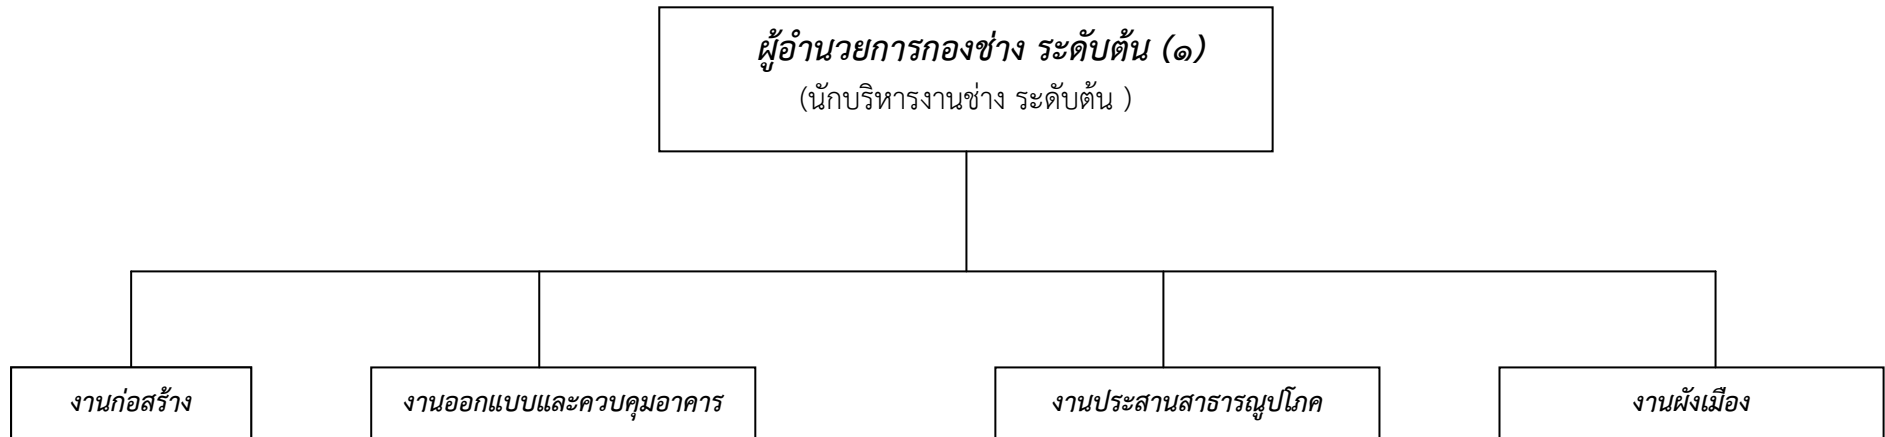 ผู้อำนวยการกองช่าง ระดับต้น (๑)
(นักบริหารงานช่าง ระดับต้น )
งานก่อสร้าง
งานออกแบบและควบคุมอาคาร
งานประสานสาธารณูปโภค
งานผังเมือง